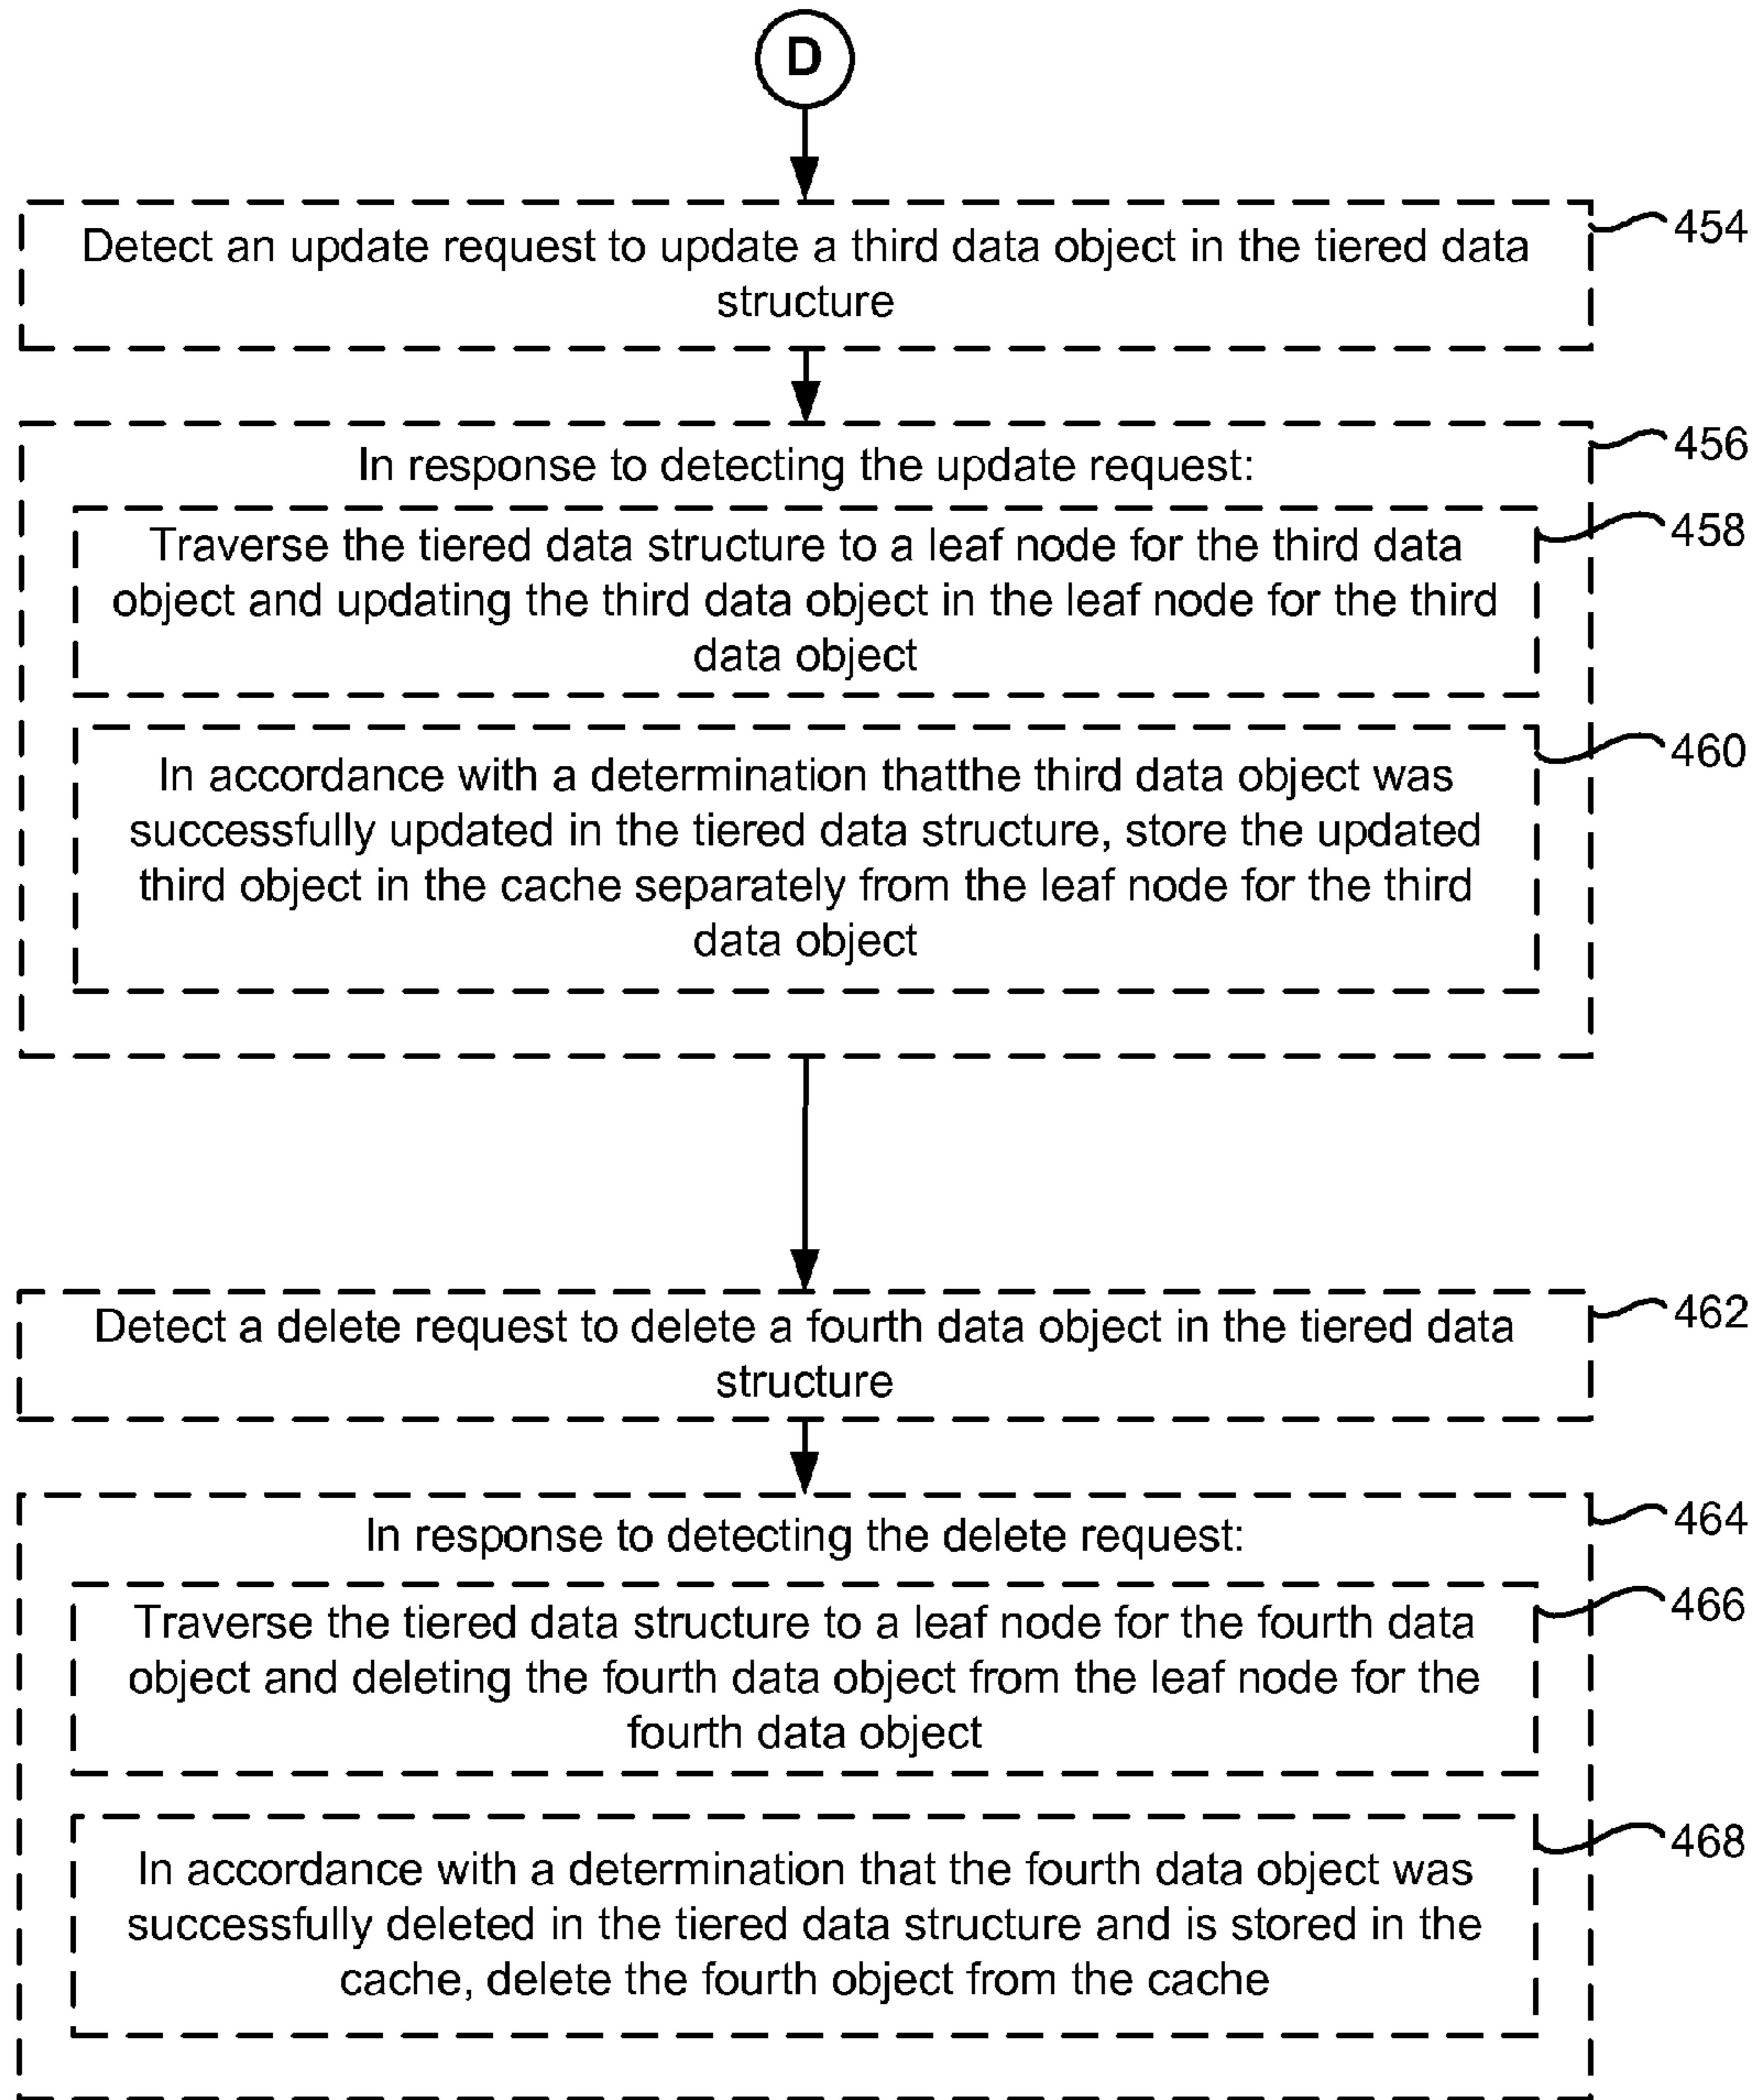 D
Detect an update request to update a third data object in the tiered data
structure
454
In response to detecting the update request:
456
Traverse the tiered data structure to a leaf node for the third data
object and updating the third data object in the leaf node for the third
data object
458
In accordance with a determination thatthe third data object was
successfully updated in the tiered data structure, store the updated
third object in the cache separately from the leaf node for the third
data object
460
Detect a delete request to delete a fourth data object in the tiered data
structure
462
In response to detecting the delete request:
464
Traverse the tiered data structure to a leaf node for the fourth data
object and deleting the fourth data object from the leaf node for the
fourth data object
466
In accordance with a determination that the fourth data object was
successfully deleted in the tiered data structure and is stored in the
cache, delete the fourth object from the cache
468